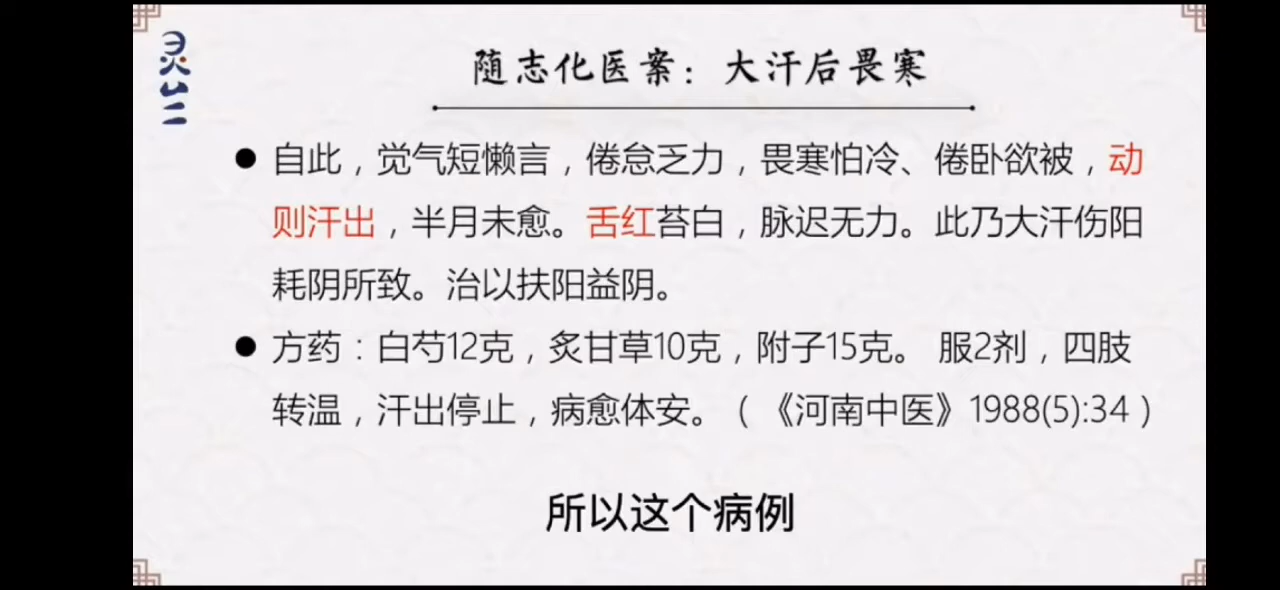 灵兰
随志化医案：大汗后畏寒
● 自此，觉气短懒言，倦怠乏力，畏寒怕冷、倦卧欲被，动
则汗出，半月未愈。舌红苔白，脉迟无力。此乃大汗伤阳
耗阴所致。治以扶阳益阴。
● 方药：白芍12克，炙甘草10克，附子15克。 服2剂，四肢
转温，汗出停止，病愈体安。（《河南中医》1988(5):34）
所以这个病例